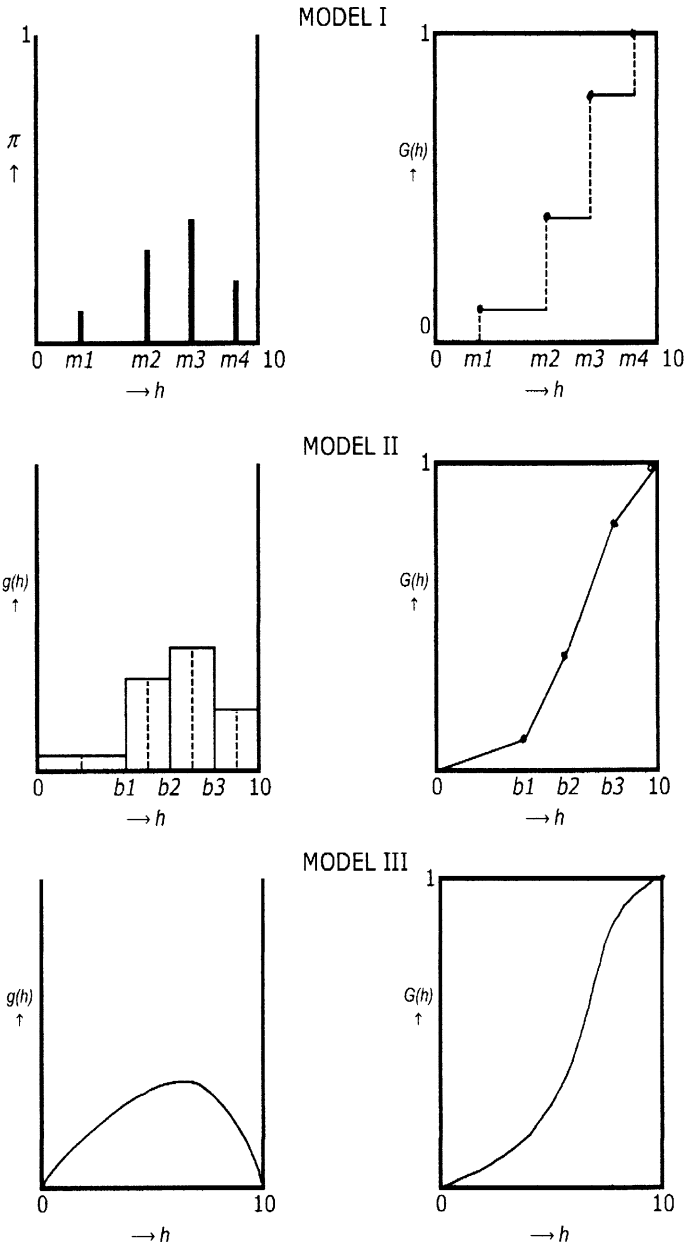 MODEL I
1
π
↑
0 m1 m2 m3 m4 10
→ h
1
G(h)
↑
0
0 m1 m2 m3 m4 10
→ h
MODEL II
g(h)
↑
0 b1 b2 b3 10
→ h
1
G(h)
↑
0 b1 b2 b3 10
→ h
MODEL III
g(h)
↑
0 10
→ h
1
G(h)
↑
0 10
→ h